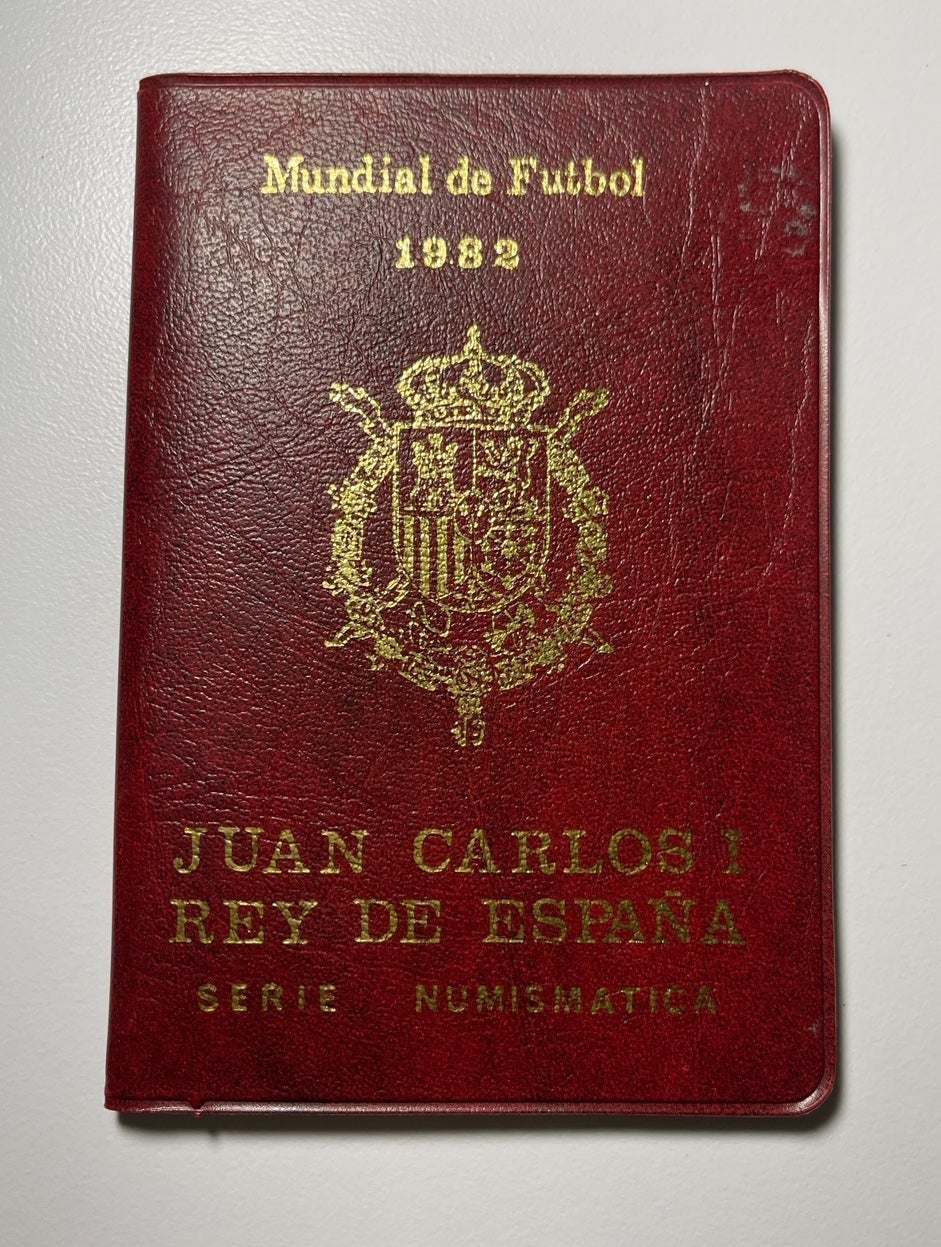 Mundial de Futbol
1982
JUAN CARLOS I
REY DE ESPAÑA
SERIE NUMISMATICA